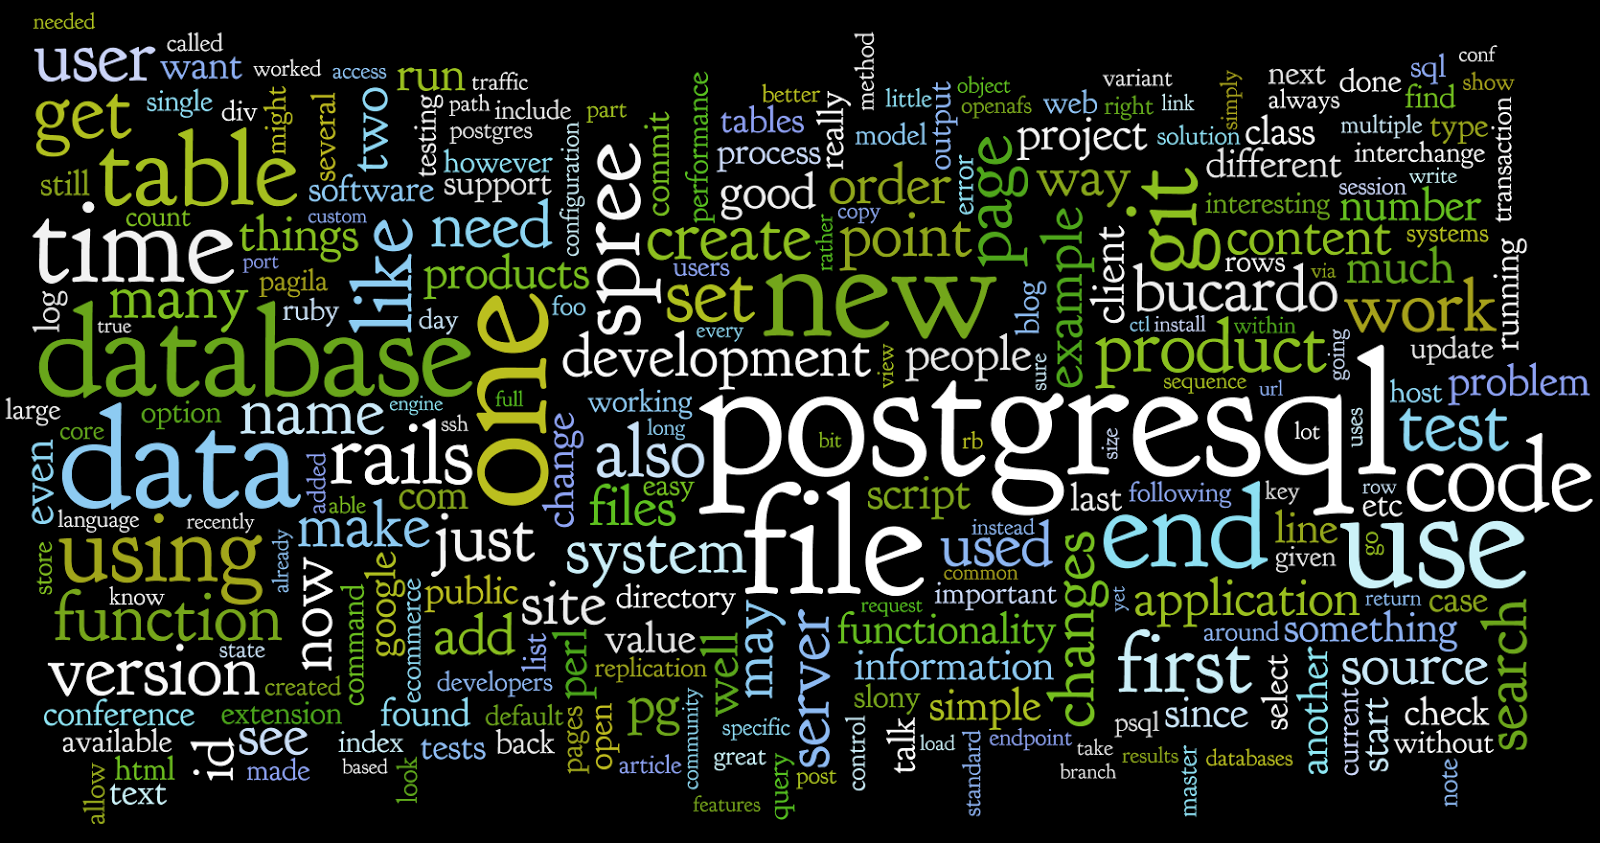 needed
user
called
want
worked
access
run
traffic
get
single
div
might
several
two
testing
path
include
postgres
part
configuration
table
still
software
however
support
count
custom
time
things
like
need
port
pagila
products
log
many
true
ruby
day
foo
database
one
spree
commit
performance
better
tables
process
really
method
little
model
output
object
openafs
web
right
link
variant
simply
next
always
done
sql
conf
show
find
good
order
error
page
project
solution
class
multiple
type
different
interchange
transaction
way
git
session
write
interesting
number
copy
rather
create
point
example
client
content
systems
users
set
new
blog
rows
via
much
bucardo
running
every
ctl
install
within
work
development
view
people
sure
product
going
update
sequence
url
host
problem
large
option
name
engine
full
working
core
rails
ssh
long
change
also
postgresql
bit
rb
size
lot
uses
test
even
data
added
able
com
easy
files
script
last
following
key
row
etc
code
language
recently
make
just
system
file
instead
used
end
line
given
go
use
store
using
already
common
know
now
google
public
site
directory
important
changes
yet
application
return
case
function
command
ecommerce
add
list
value
request
functionality
around
something
search
state
perl
replication
well
may
server
information
first
select
another
source
version
created
developers
slony
simple
conference
extension
found
default
pages
open
pg
community
specific
talk
control
psql
since
current
start
check
available
id
see
index
tests
back
load
endpoint
without
allow
html
made
based
look
article
great
query
post
standard
take
results
databases
text
features
branch
master
note